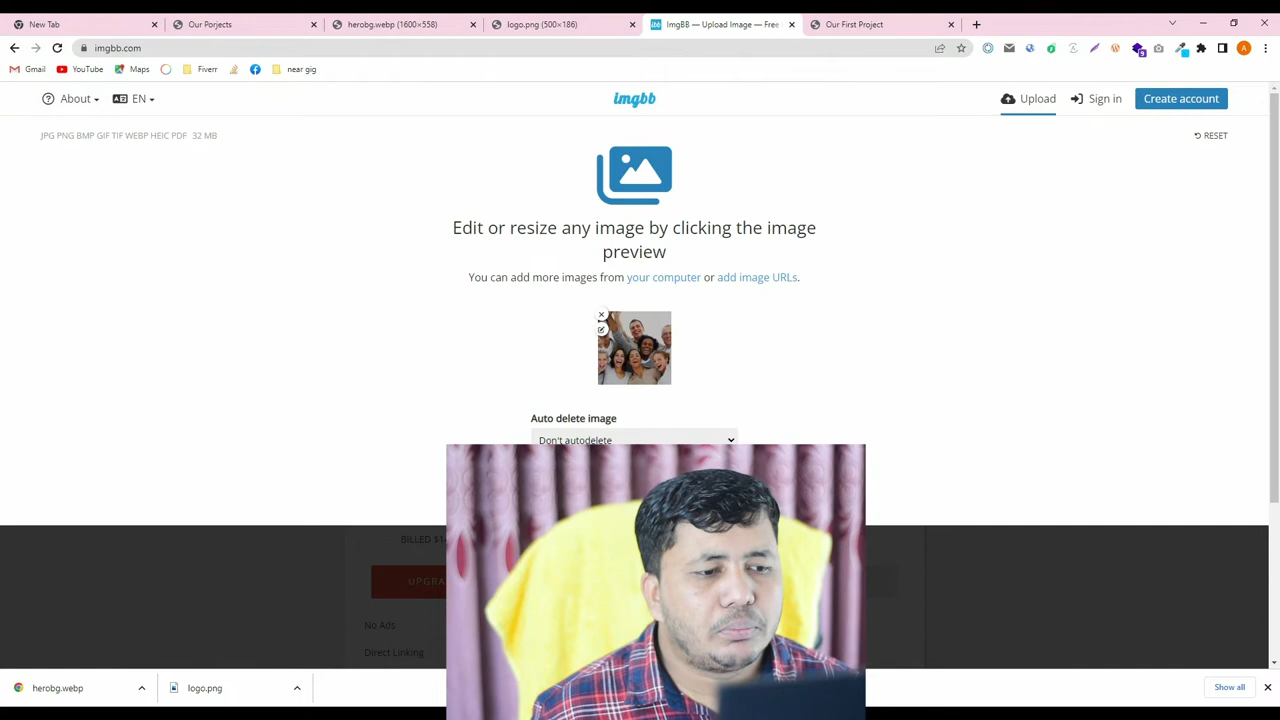 New Tab
Our Porjects
herobg.webp (1600×558)
logo.png (500×186)
ImgBB — Upload Image — Free
Our First Project
imgbb.com
Gmail
YouTube
Maps
Fiverr
near gig
About
EN
imgbb
Upload
Sign in
Create account
JPG PNG BMP GIF TIF WEBP HEIC PDF 32 MB
RESET
Edit or resize any image by clicking the image
preview
You can add more images from your computer or add image URLs.
Auto delete image
Don't autodelete
BILLED $1
UPGRA
No Ads
Direct Linking
herobg.webp
logo.png
Show all